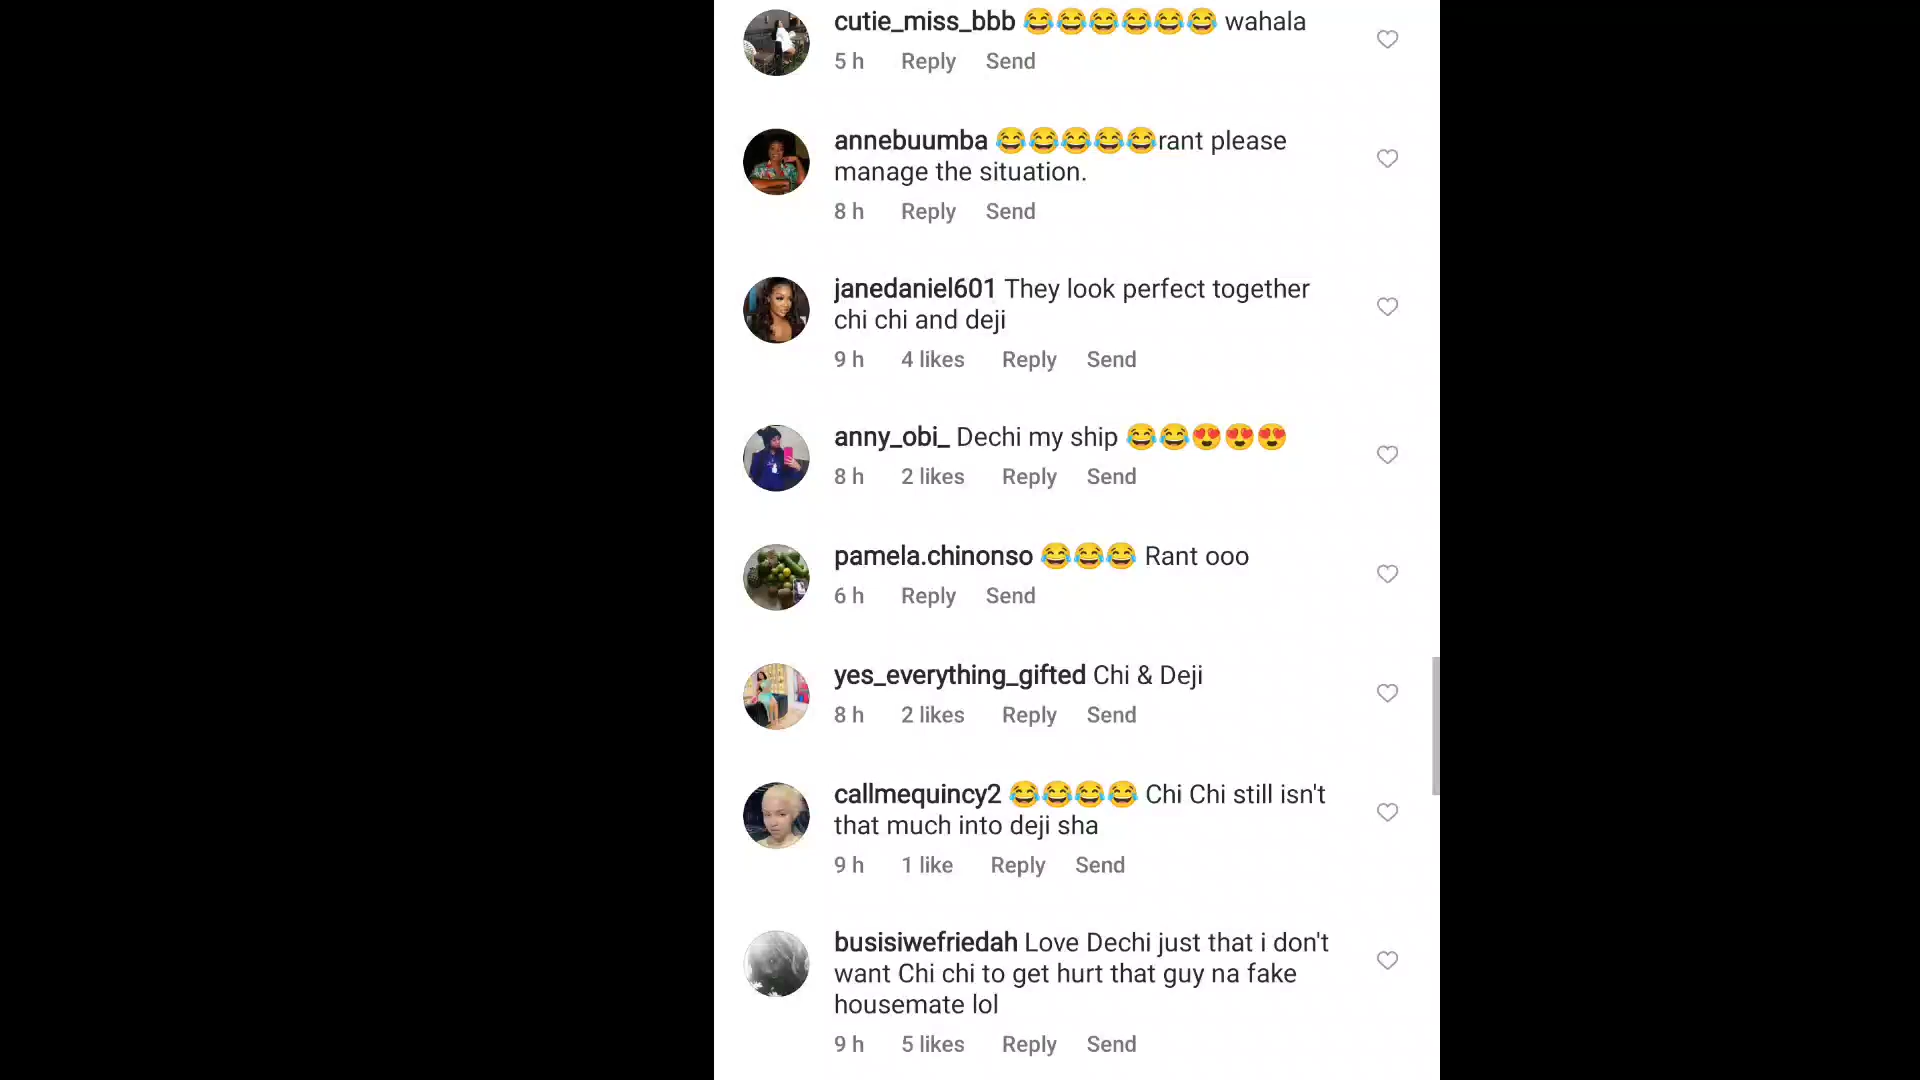 cutie_miss_bbb 😂😂😂😂😂😂 wahala
5 h Reply Send
annebuumba 😂😂😂😂😂rant please
manage the situation.
8 h Reply Send
janedaniel601 They look perfect together
chi chi and deji
9 h 4 likes Reply Send
anny_obi_ Dechi my ship 😂😂😍😍😍
8 h 2 likes Reply Send
pamela.chinonso 😂😂😂 Rant ooo
6 h Reply Send
yes_everything_gifted Chi & Deji
8 h 2 likes Reply Send
callmequincy2 😂😂😂😂 Chi Chi still isn't
that much into deji sha
9 h 1 like Reply Send
busisiwefriedah Love Dechi just that i don't
want Chi chi to get hurt that guy na fake
housemate lol
9 h 5 likes Reply Send